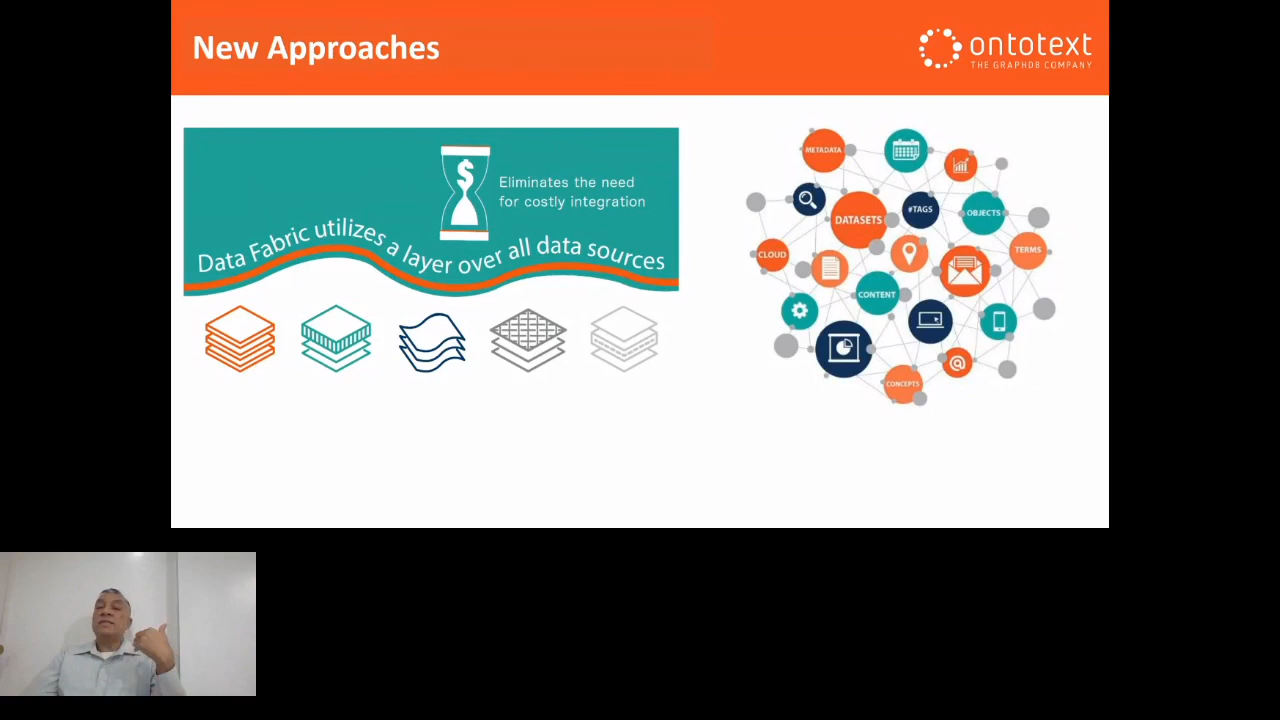 New Approaches
ontotext
THE GRAPHDB COMPANY
$
Eliminates the need
for costly integration
Data Fabric utilizes a layer over all data sources
METADATA
DATASETS
#TAGS
OBJECTS
CLOUD
TERMS
CONTENT
@
CONCEPTS